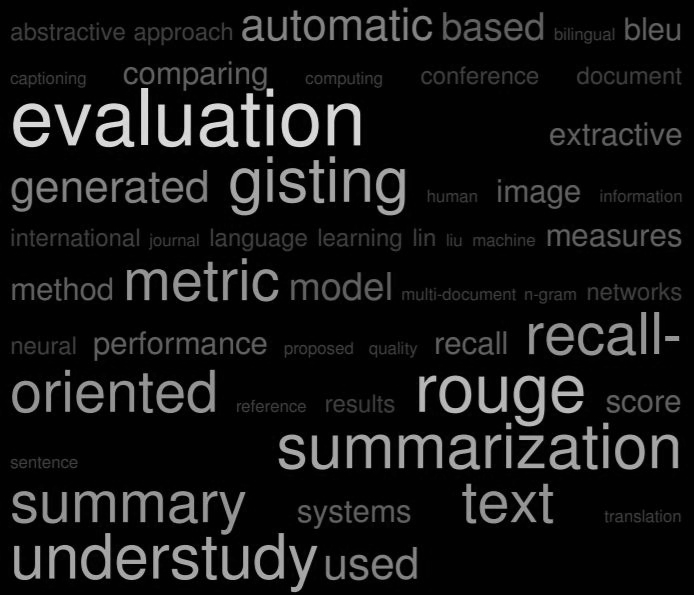 abstractive approach automatic based bilingual bleu
captioning comparing computing conference document
evaluation extractive
generated gisting human image information
international journal language learning lin liu machine measures
method metric model multi-document n-gram networks
neural performance proposed quality recall recall-
oriented reference results rouge score
sentence summarization
summary systems text translation
understudy used